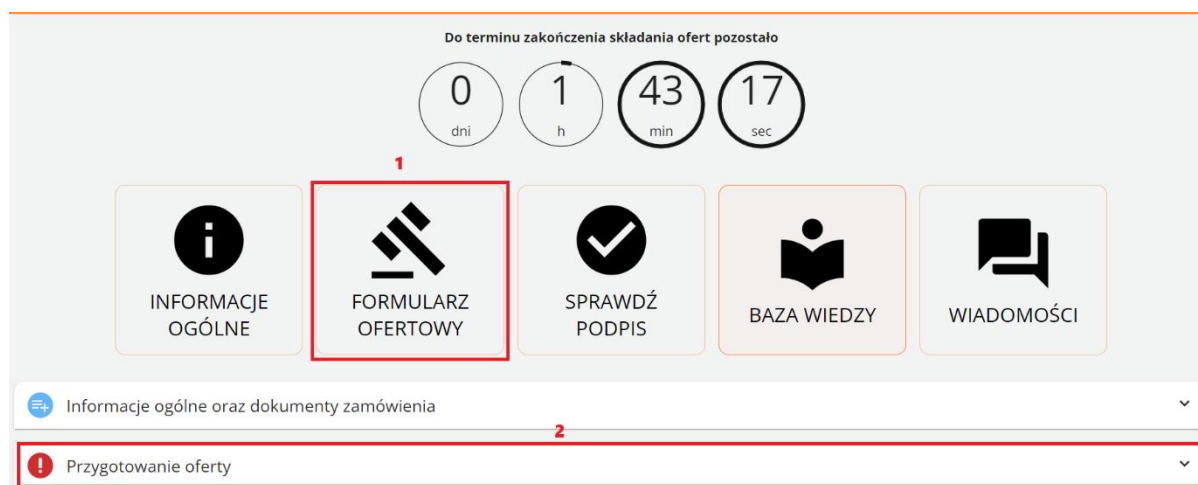 Do terminu zakończenia składania ofert pozostało
0 1 43 17
dni h min sec
1
INFORMACJE OGÓLNE
FORMULARZ OFERTOWY
SPRAWDŹ PODPIS
BAZA WIEDZY
WIADOMOŚCI
Informacje ogólne oraz dokumenty zamówienia
2
Przygotowanie oferty